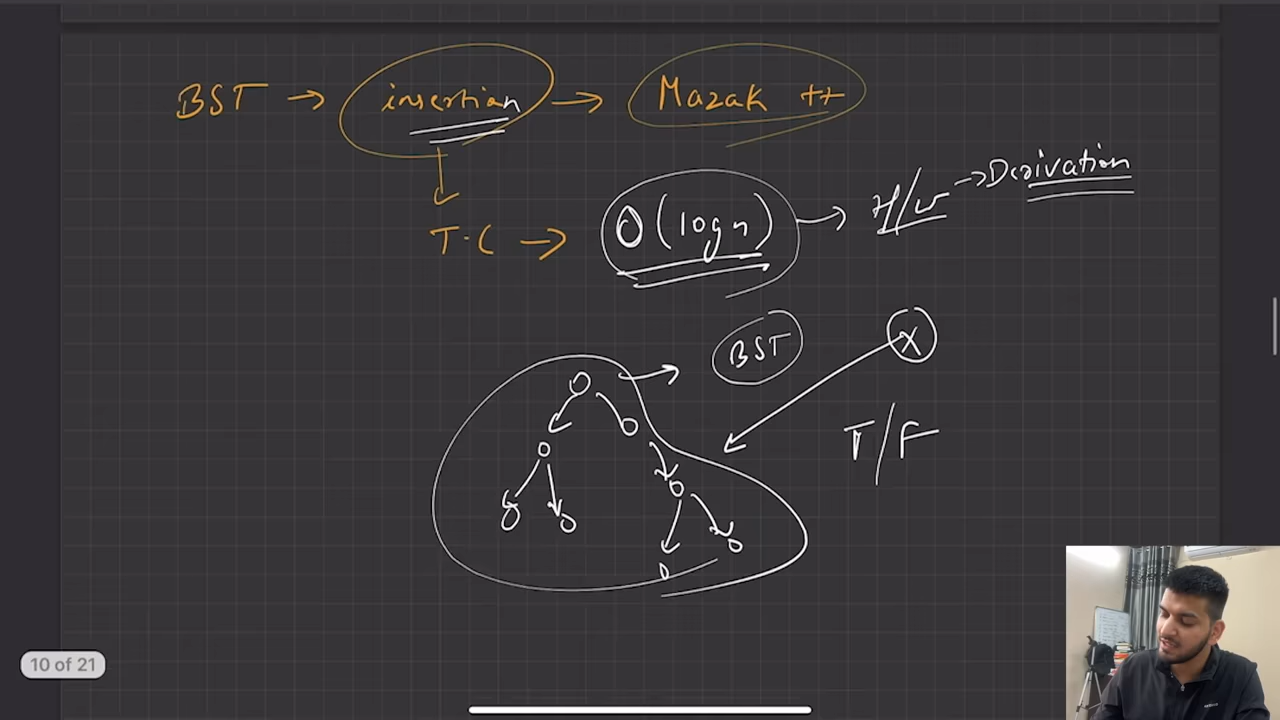 BST → insertion → Mazak ++
T.C → O(log n) → H/w → Derivation
BST
X
T/F
10 of 21